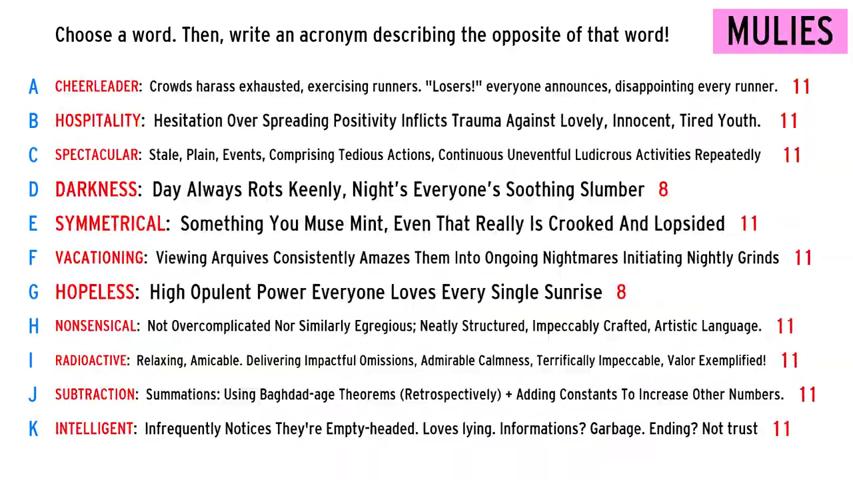 Choose a word. Then, write an acronym describing the opposite of that word!
MULIES
A CHEERLEADER: Crowds harass exhausted, exercising runners. "Losers!" everyone announces, disappointing every runner. 11
B HOSPITALITY: Hesitation Over Spreading Positivity Inflicts Trauma Against Lovely, Innocent, Tired Youth. 11
C SPECTACULAR: Stale, Plain, Events, Comprising Tedious Actions, Continuous Uneventful Ludicrous Activities Repeatedly 11
D DARKNESS: Day Always Rots Keenly, Night's Everyone's Soothing Slumber 8
E SYMMETRICAL: Something You Muse Mint, Even That Really Is Crooked And Lopsided 11
F VACATIONING: Viewing Arquives Consistently Amazes Them Into Ongoing Nightmares Initiating Nightly Grinds 11
G HOPELESS: High Opulent Power Everyone Loves Every Single Sunrise 8
H NONSENSICAL: Not Overcomplicated Nor Similarly Egregious; Neatly Structured, Impeccably Crafted, Artistic Language. 11
I RADIOACTIVE: Relaxing, Amicable. Delivering Impactful Omissions, Admirable Calmness, Terrifically Impeccable, Valor Exemplified! 11
J SUBTRACTION: Summations: Using Baghdad-age Theorems (Retrospectively) + Adding Constants To Increase Other Numbers. 11
K INTELLIGENT: Infrequently Notices They're Empty-headed. Loves lying. Informations? Garbage. Ending? Not trust 11